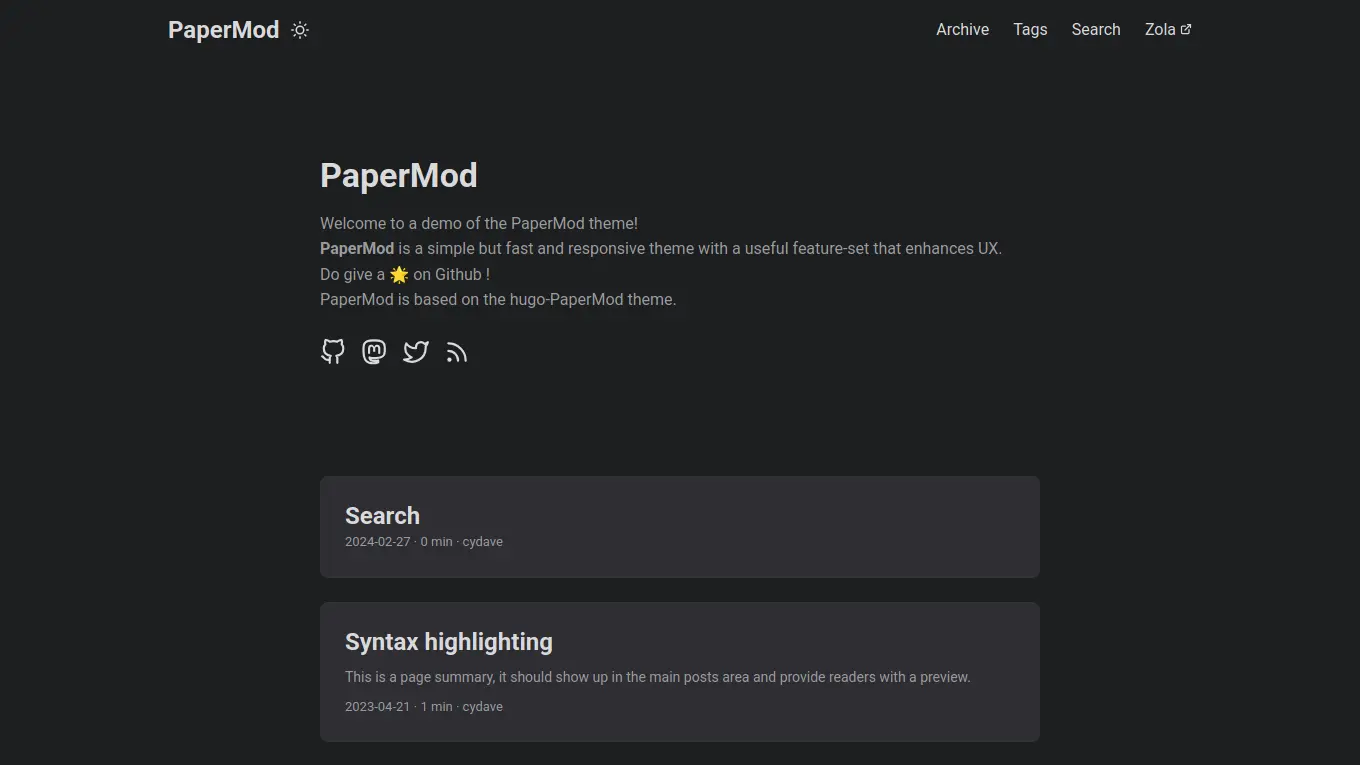 PaperMod
Archive Tags Search Zola
PaperMod
Welcome to a demo of the PaperMod theme!
PaperMod is a simple but fast and responsive theme with a useful feature-set that enhances UX.
Do give a 🌟 on Github !
PaperMod is based on the hugo-PaperMod theme.
Search
2024-02-27 · 0 min · cydave
Syntax highlighting
This is a page summary, it should show up in the main posts area and provide readers with a preview.
2023-04-21 · 1 min · cydave